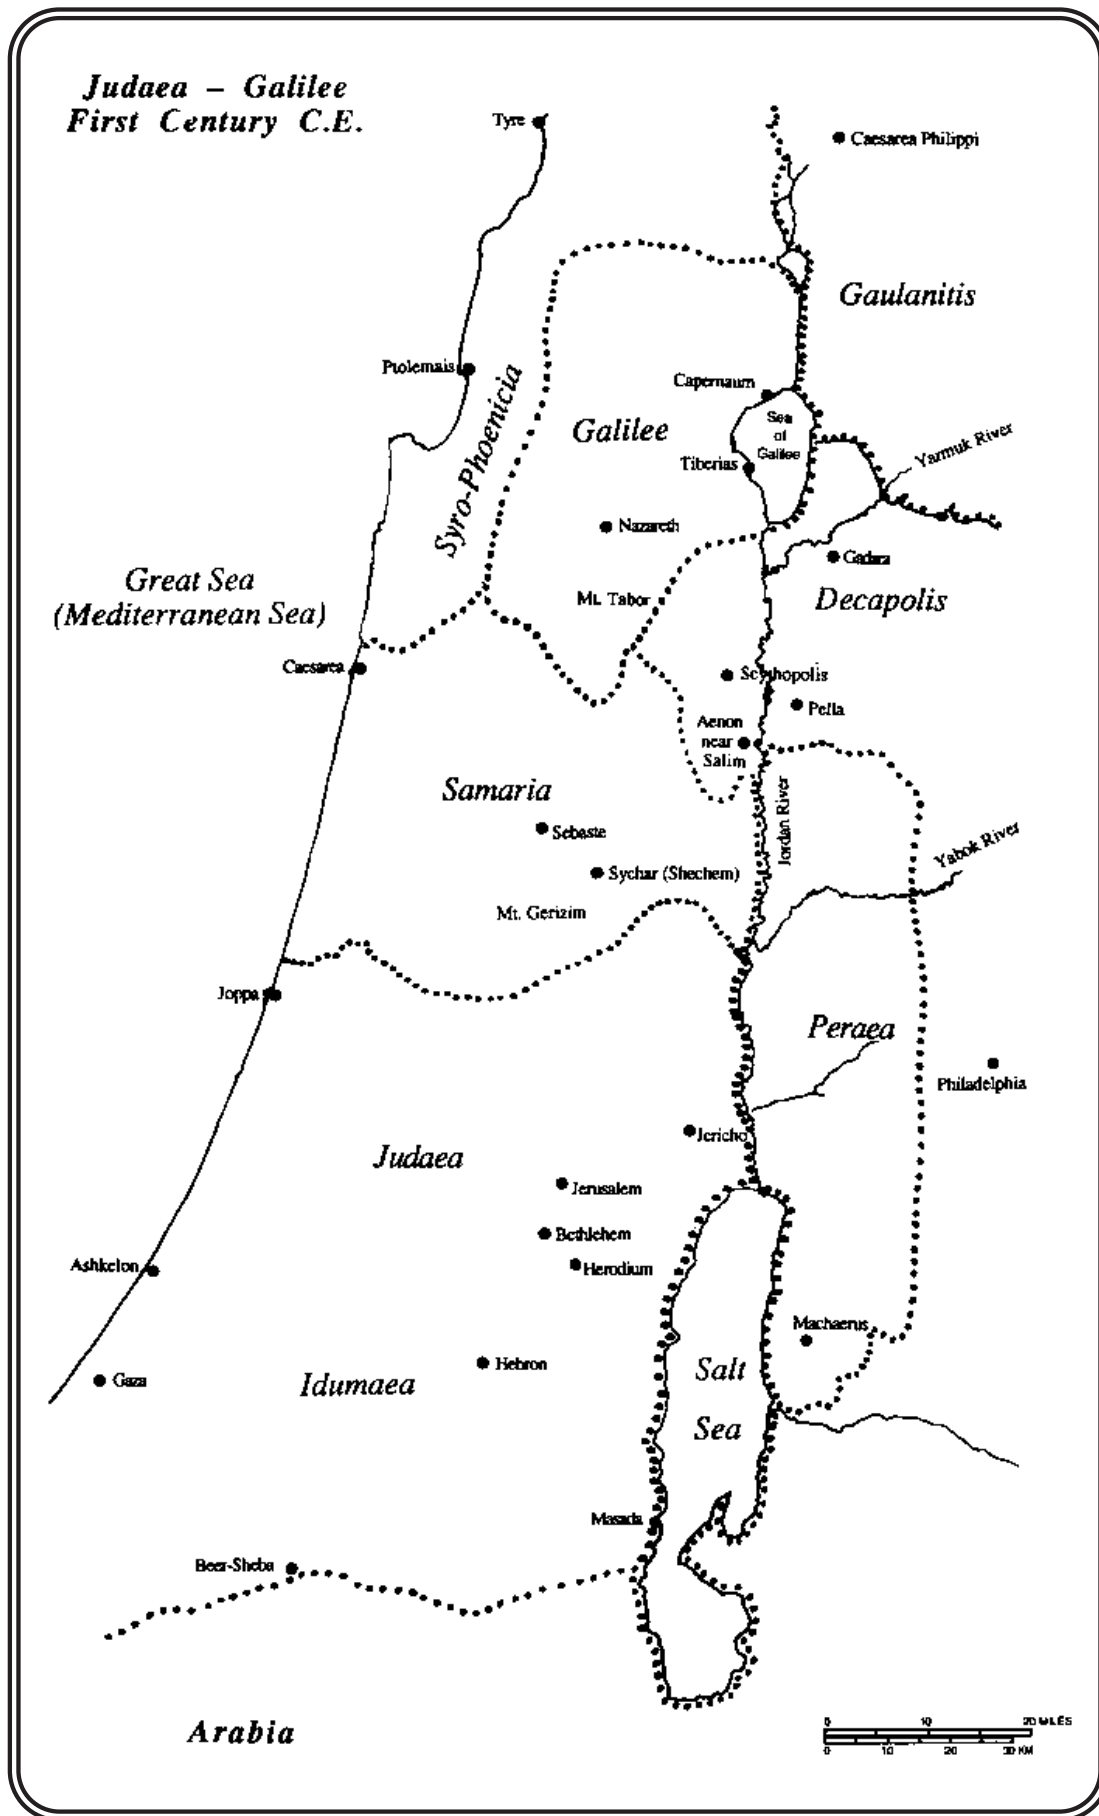 Judaea – Galilee
First Century C.E.
Tyre
Caesarea Philippi
Gaulanitis
Ptolemais
Syro-Phoenicia
Capernaum
Sea
of
Galilee
Galilee
Tiberias
Yarmuk River
Nazareth
Gadara
Great Sea
(Mediterranean Sea)
Mt. Tabor
Decapolis
Caesarea
Scythopolis
Pella
Aenon
near
Salim
Samaria
Jordan River
Sebaste
Yabok River
Sychar (Shechem)
Mt. Gerizim
Joppa
Peraea
Philadelphia
Jericho
Judaea
Jerusalem
Bethlehem
Ashkelon
Herodium
Machaerus
Hebron
Salt
Sea
Gaza
Idumaea
Masada
Beer-Sheba
Arabia
0 10 20 MILES
0 10 20 30 KM